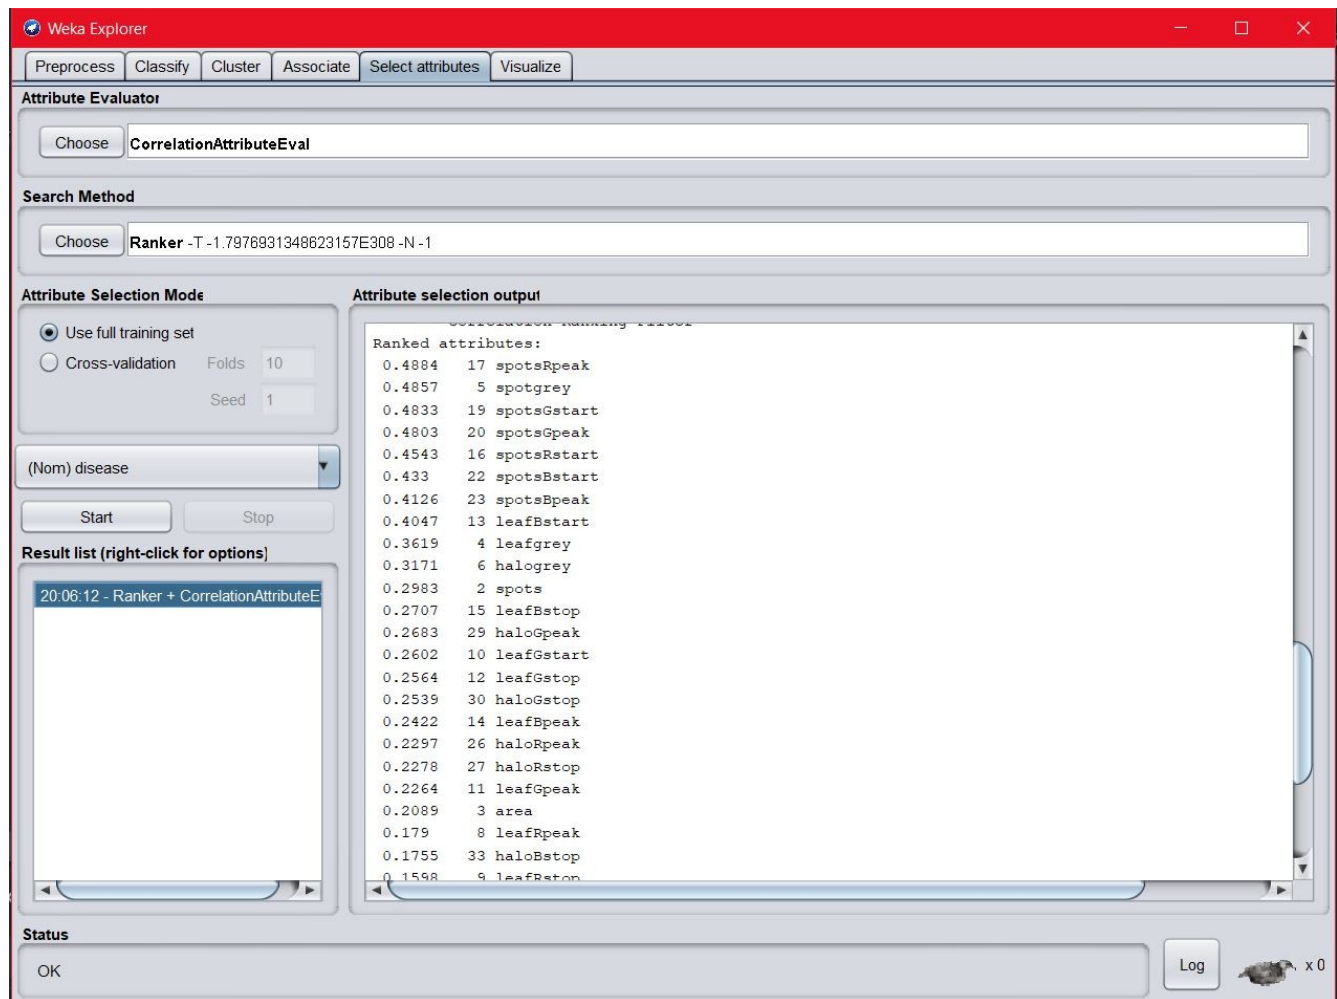 Weka Explorer
Preprocess Classify Cluster Associate Select attributes Visualize
Attribute Evaluator
Choose CorrelationAttributeEval
Search Method
Choose Ranker -T -1.7976931348623157E308 -N -1
Attribute Selection Mode
Use full training set
Cross-validation Folds 10
Seed 1
(Nom) disease
Start Stop
Result list (right-click for options)
20:06:12 - Ranker + CorrelationAttributeE
Attribute selection output
Correlation Ranking Filter
Ranked attributes:
0.4884 17 spotsRpeak
0.4857 5 spotgrey
0.4833 19 spotsGstart
0.4803 20 spotsGpeak
0.4543 16 spotsRstart
0.433 22 spotsBstart
0.4126 23 spotsBpeak
0.4047 13 leafBstart
0.3619 4 leafgrey
0.3171 6 halogrey
0.2983 2 spots
0.2707 15 leafBstop
0.2683 29 haloGpeak
0.2602 10 leafGstart
0.2564 12 leafGstop
0.2539 30 haloGstop
0.2422 14 leafBpeak
0.2297 26 haloRpeak
0.2278 27 haloRstop
0.2264 11 leafGpeak
0.2089 3 area
0.179 8 leafRpeak
0.1755 33 haloBstop
0.1598 9 leafRstop
Status
OK
Log x 0